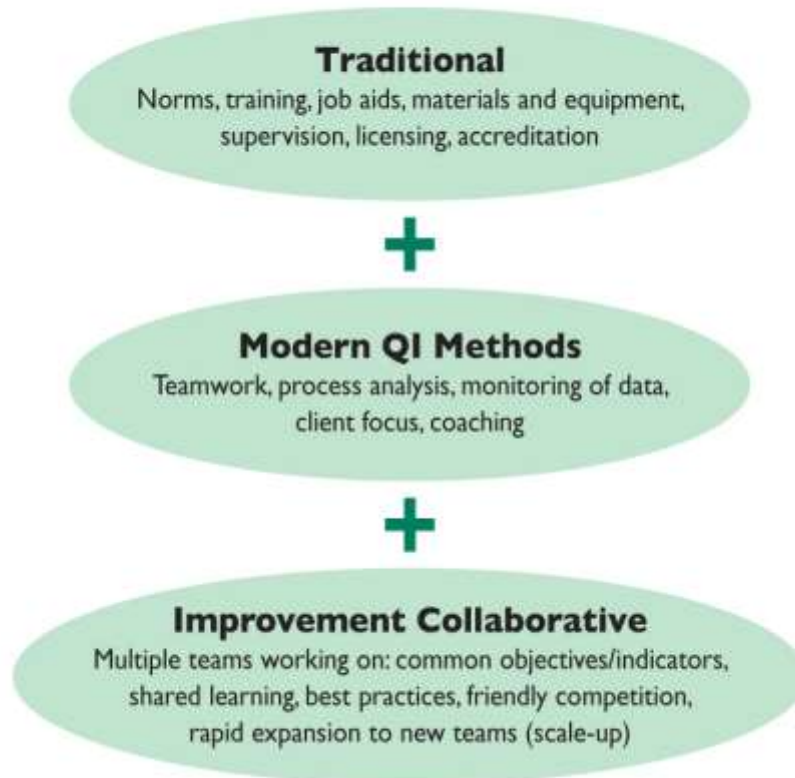 Traditional
Norms, training, job aids, materials and equipment,
supervision, licensing, accreditation
+
Modern QI Methods
Teamwork, process analysis, monitoring of data,
client focus, coaching
+
Improvement Collaborative
Multiple teams working on: common objectives/indicators,
shared learning, best practices, friendly competition,
rapid expansion to new teams (scale-up)